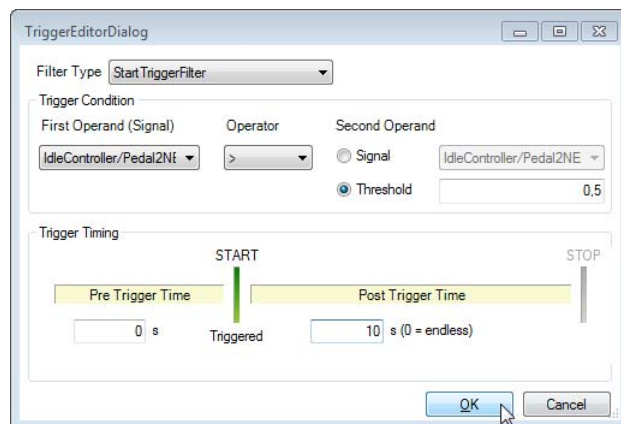 TriggerEditorDialog
Filter Type StartTriggerFilter
Trigger Condition
First Operand (Signal) Operator Second Operand
IdleController/Pedal2NE > Signal IdleController/Pedal2NE
Threshold 0,5
Trigger Timing
START STOP
Pre Trigger Time Post Trigger Time
0 s Triggered 10 s (0 = endless)
OK Cancel